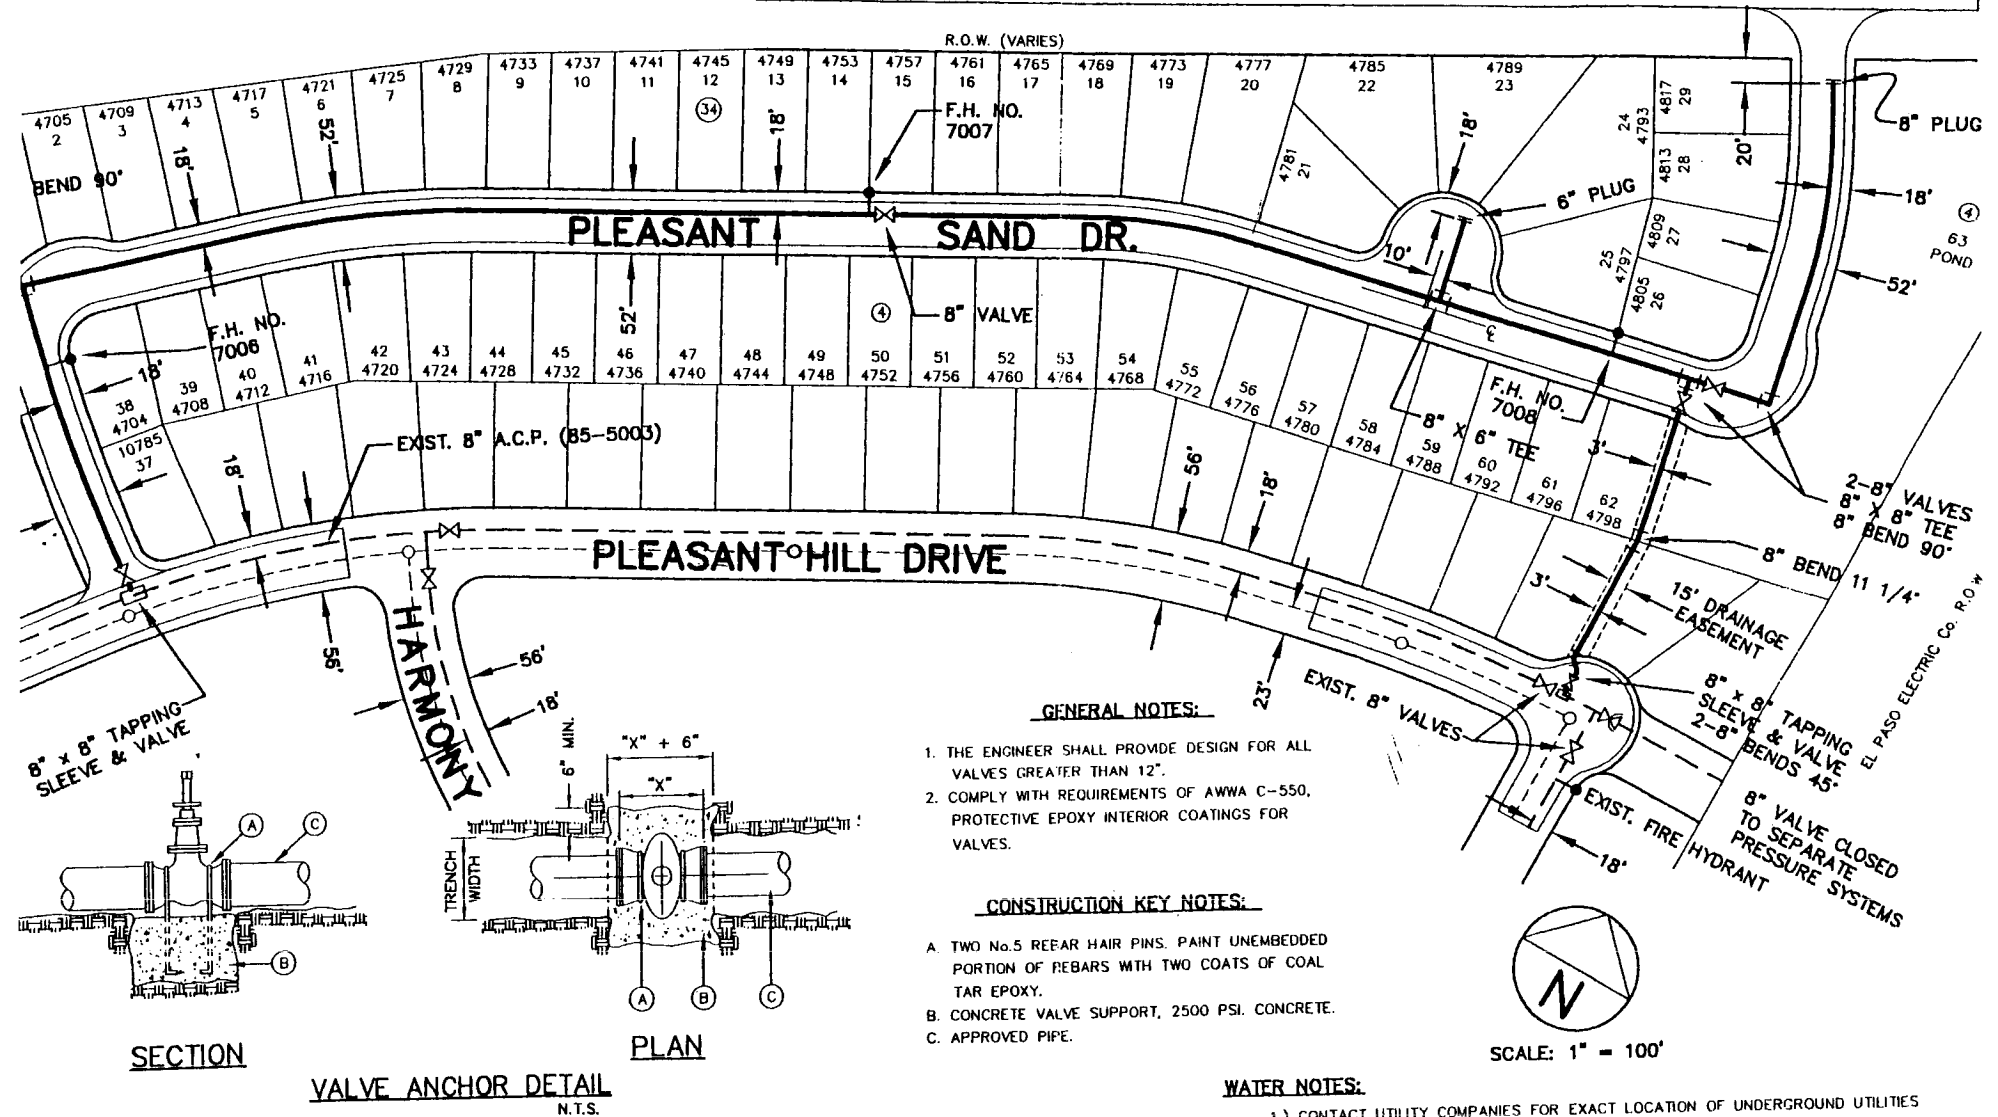 R.O.W. (VARIES)
4705
2
4709
3
4713
4
4717
5
4721
6
4725
7
4729
8
4733
9
4737
10
4741
11
4745
12
34
4749
13
4753
14
4757
15
4761
16
4765
17
4769
18
4773
19
4777
20
4781
21
4785
22
4789
23
24
4793
4817
29
4813
28
4809
27
25
4797
4805
26
BEND 90°
18'
52'
18'
F.H. NO.
7007
18'
6" PLUG
10'
20'
8" PLUG
18'
4
63
POND
52'
PLEASANT SAND DR.
8" VALVE
4
52'
℄
F.H. NO.
7006
18'
38
4704
39
4708
40
4712
41
4716
42
4720
43
4724
44
4728
45
4732
46
4736
47
4740
48
4744
49
4748
50
4752
51
4756
52
4760
53
4764
54
4768
55
4772
56
4776
57
4780
58
4784
59
4788
60
4792
61
4796
62
4798
10785
37
F.H. NO.
7008
8" X 6" TEE
3'
2-8" VALVES
8" X 8" TEE
8" BEND 90°
8" BEND 11 1/4°
3'
15' DRAINAGE
EASEMENT
EL PASO ELECTRIC Co. R.O.W
18'
EXIST. 8" A.C.P. (85-5003)
56'
18'
PLEASANT HILL DRIVE
HARMONY
56'
56'
18'
23'
EXIST. 8" VALVES
8" x 8" TAPPING
SLEEVE & VALVE
2-8" BENDS 45°
8" VALVE CLOSED
TO SEPARATE
PRESSURE SYSTEMS
EXIST. FIRE HYDRANT
18'
8" x 8" TAPPING
SLEEVE & VALVE
A
C
B
SECTION
6" MIN.
"X" + 6"
"X"
TRENCH
WIDTH
A
B
C
PLAN
VALVE ANCHOR DETAIL
N.T.S.
GENERAL NOTES:
1. THE ENGINEER SHALL PROVIDE DESIGN FOR ALL
VALVES GREATER THAN 12".
2. COMPLY WITH REQUIREMENTS OF AWWA C-550,
PROTECTIVE EPOXY INTERIOR COATINGS FOR
VALVES.
CONSTRUCTION KEY NOTES:
A. TWO No.5 REBAR HAIR PINS. PAINT UNEMBEDDED
PORTION OF REBARS WITH TWO COATS OF COAL
TAR EPOXY.
B. CONCRETE VALVE SUPPORT, 2500 PSI. CONCRETE.
C. APPROVED PIPE.
N
SCALE: 1" = 100'
WATER NOTES:
1.) CONTACT UTILITY COMPANIES FOR EXACT LOCATION OF UNDERGROUND UTILITIES